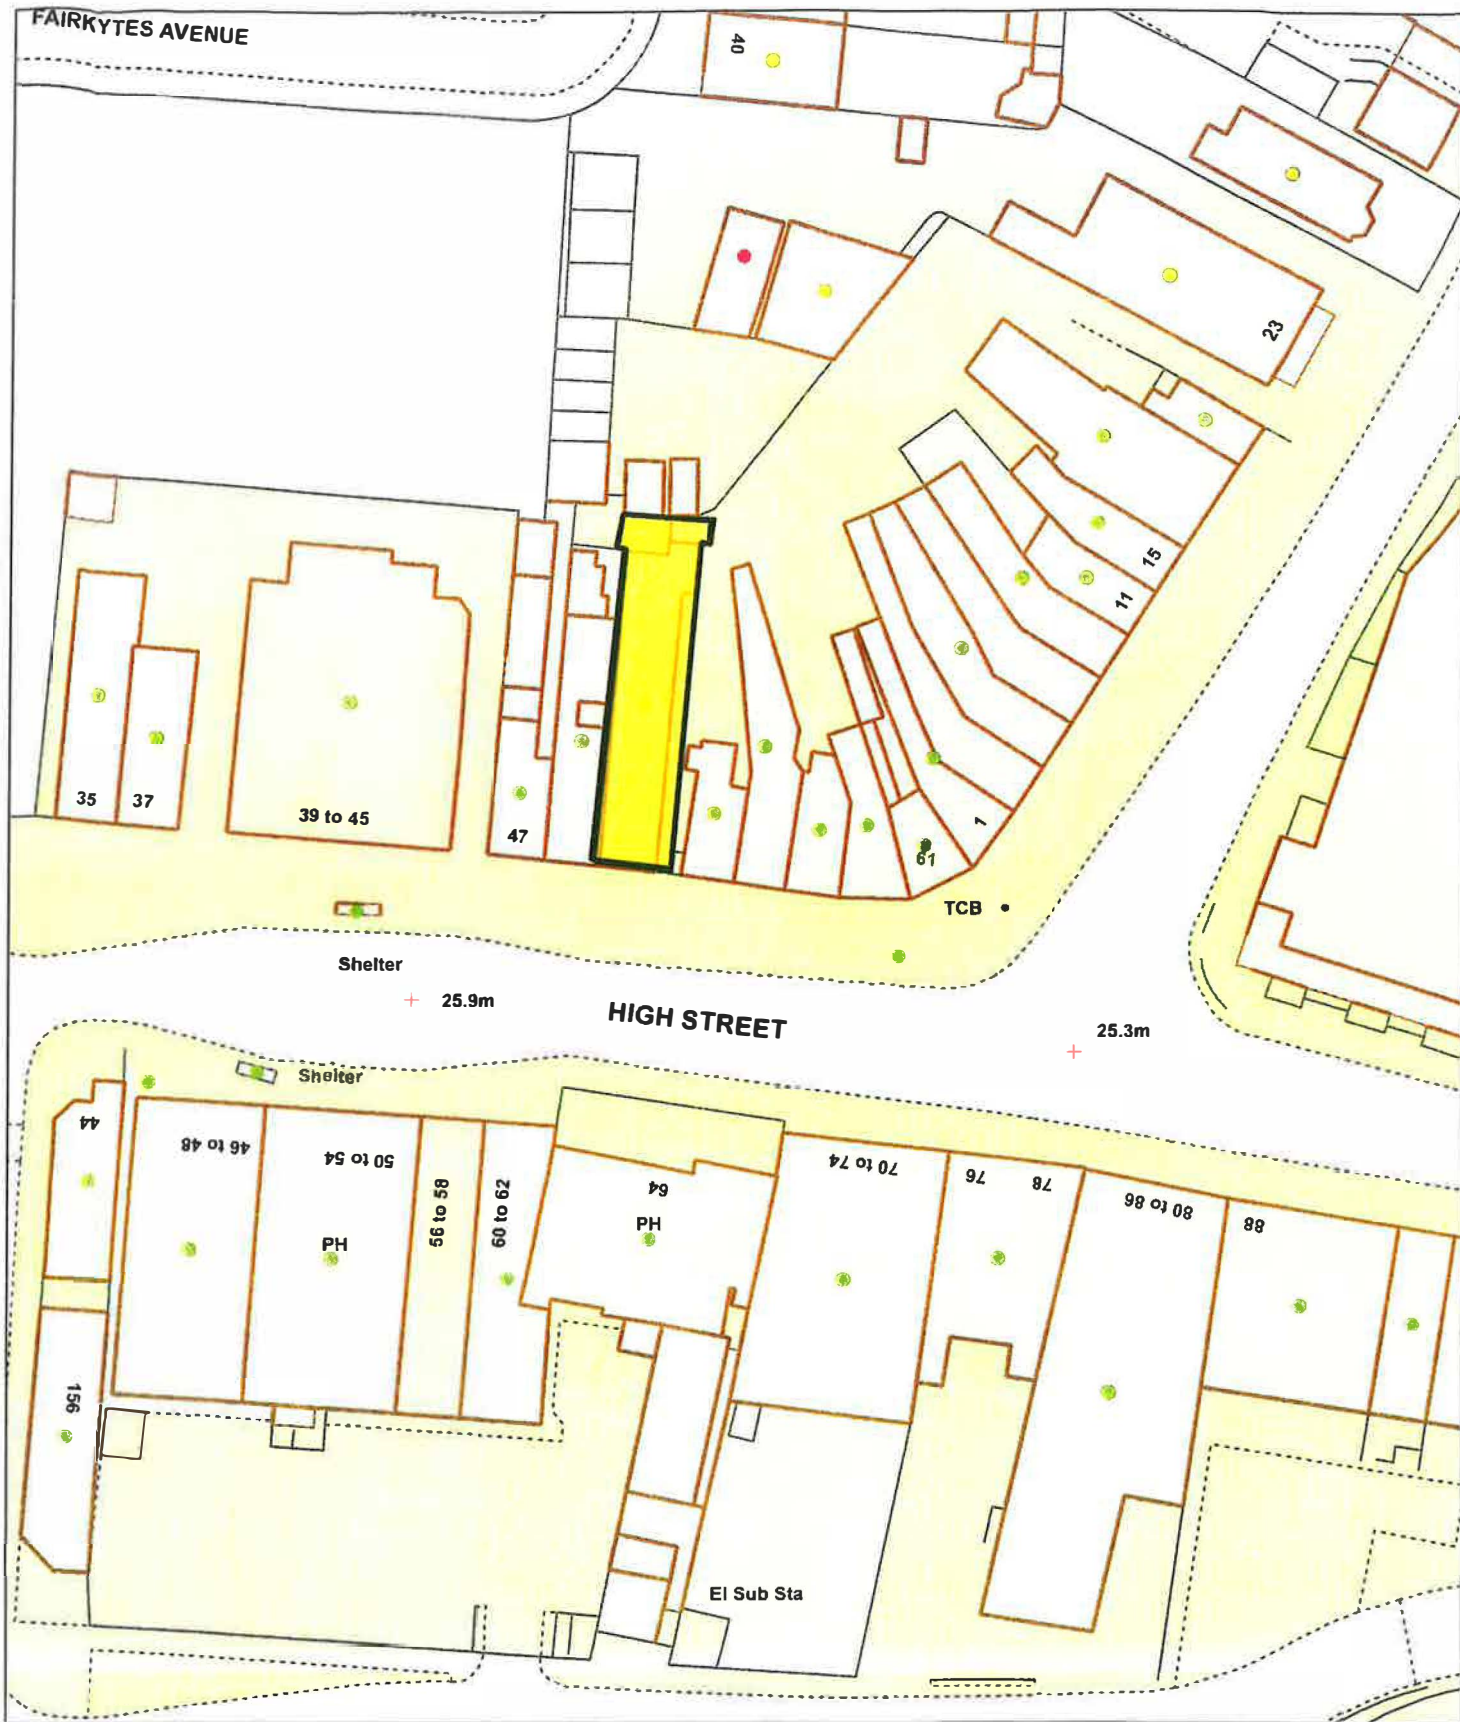 FAIRKYTES AVENUE
40
23
15
11
35
37
39 to 45
47
1
61
TCB
Shelter
25.9m
HIGH STREET
25.3m
Shelter
44
46 to 48
50 to 54
PH
56 to 58
60 to 62
64
PH
70 to 74
76
78
80 to 86
88
156
El Sub Sta